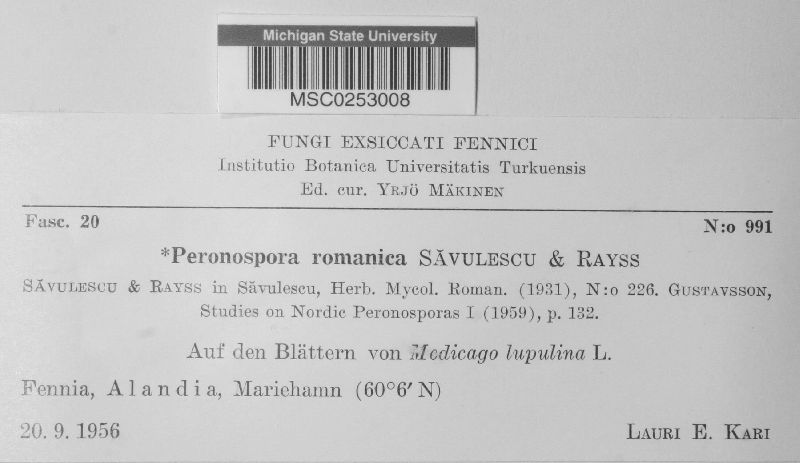 Michigan State University
MSC0253008
FUNGI EXSICCATI FENNICI
Institutio Botanica Universitatis Turkuensis
Ed. cur. YRJÖ MÄKINEN
Fasc. 20 N:o 991
*Peronospora romanica SĂVULESCU & RAYSS
SĂVULESCU & RAYSS in Săvulescu, Herb. Mycol. Roman. (1931), N:o 226. GUSTAVSSON,
Studies on Nordic Peronosporas I (1959), p. 132.
Auf den Blättern von Medicago lupulina L.
Fennia, Alandia, Mariehamn (60°6′ N)
20. 9. 1956 LAURI E. KARI